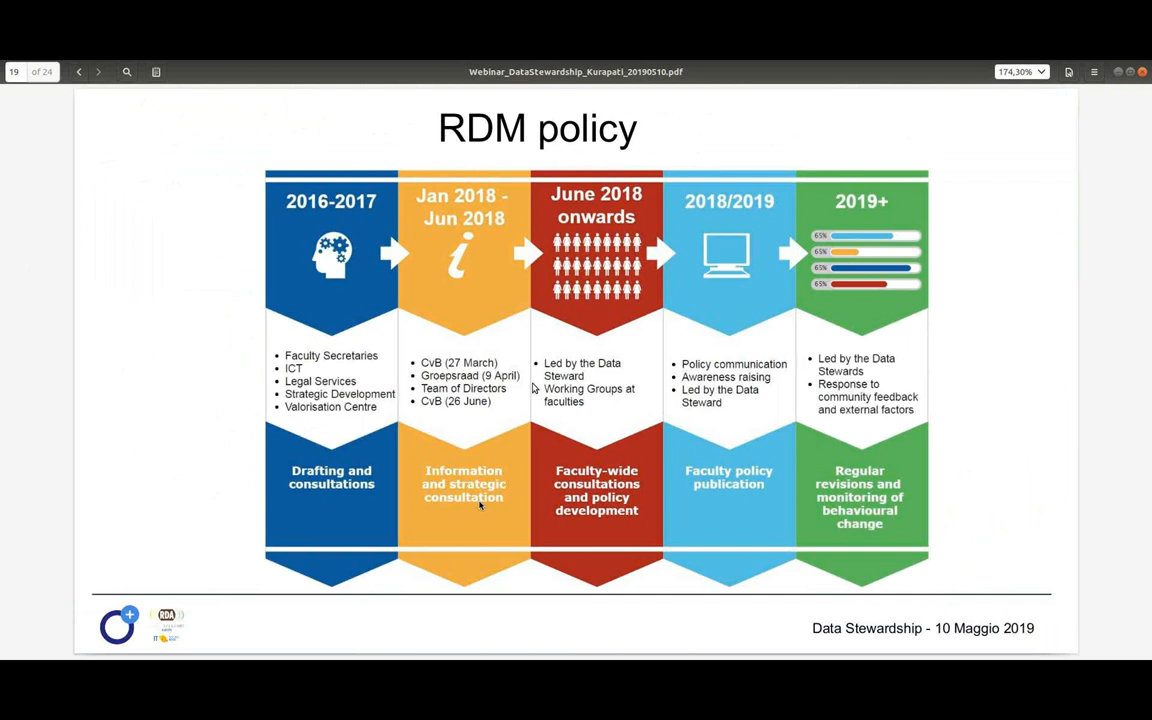 19 of 24
Webinar_DataStewardship_Kurapati_20190510.pdf
174,30%
RDM policy
2016-2017
Jan 2018 -
Jun 2018
June 2018
onwards
2018/2019
2019+
65%
65%
65%
65%
Faculty Secretaries
ICT
Legal Services
Strategic Development
Valorisation Centre
CvB (27 March)
Groepsraad (9 April)
Team of Directors
CvB (26 June)
Led by the Data
Steward
Working Groups at
faculties
Policy communication
Awareness raising
Led by the Data
Steward
Led by the Data
Stewards
Response to
community feedback
and external factors
Drafting and
consultations
Information
and strategic
consultation
Faculty-wide
consultations
and policy
development
Faculty policy
publication
Regular
revisions and
monitoring of
behavioural
change
RDA
IT
Data Stewardship - 10 Maggio 2019